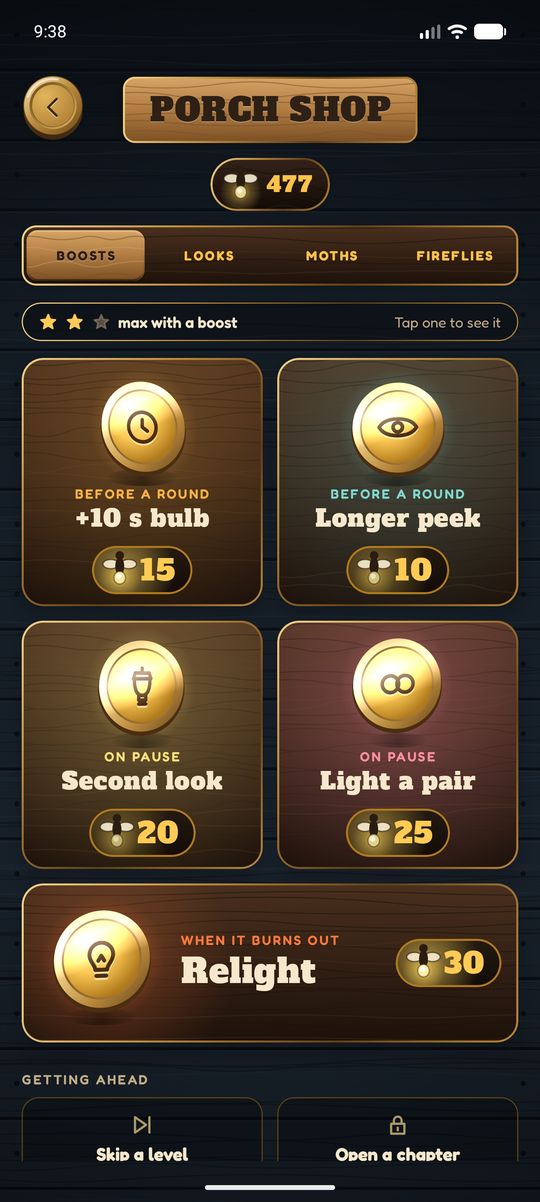 9:38
PORCH SHOP
477
BOOSTS
LOOKS
MOTHS
FIREFLIES
max with a boost
Tap one to see it
BEFORE A ROUND
+10 s bulb
15
BEFORE A ROUND
Longer peek
10
ON PAUSE
Second look
20
ON PAUSE
Light a pair
25
WHEN IT BURNS OUT
Relight
30
GETTING AHEAD
Skip a level
Open a chapter